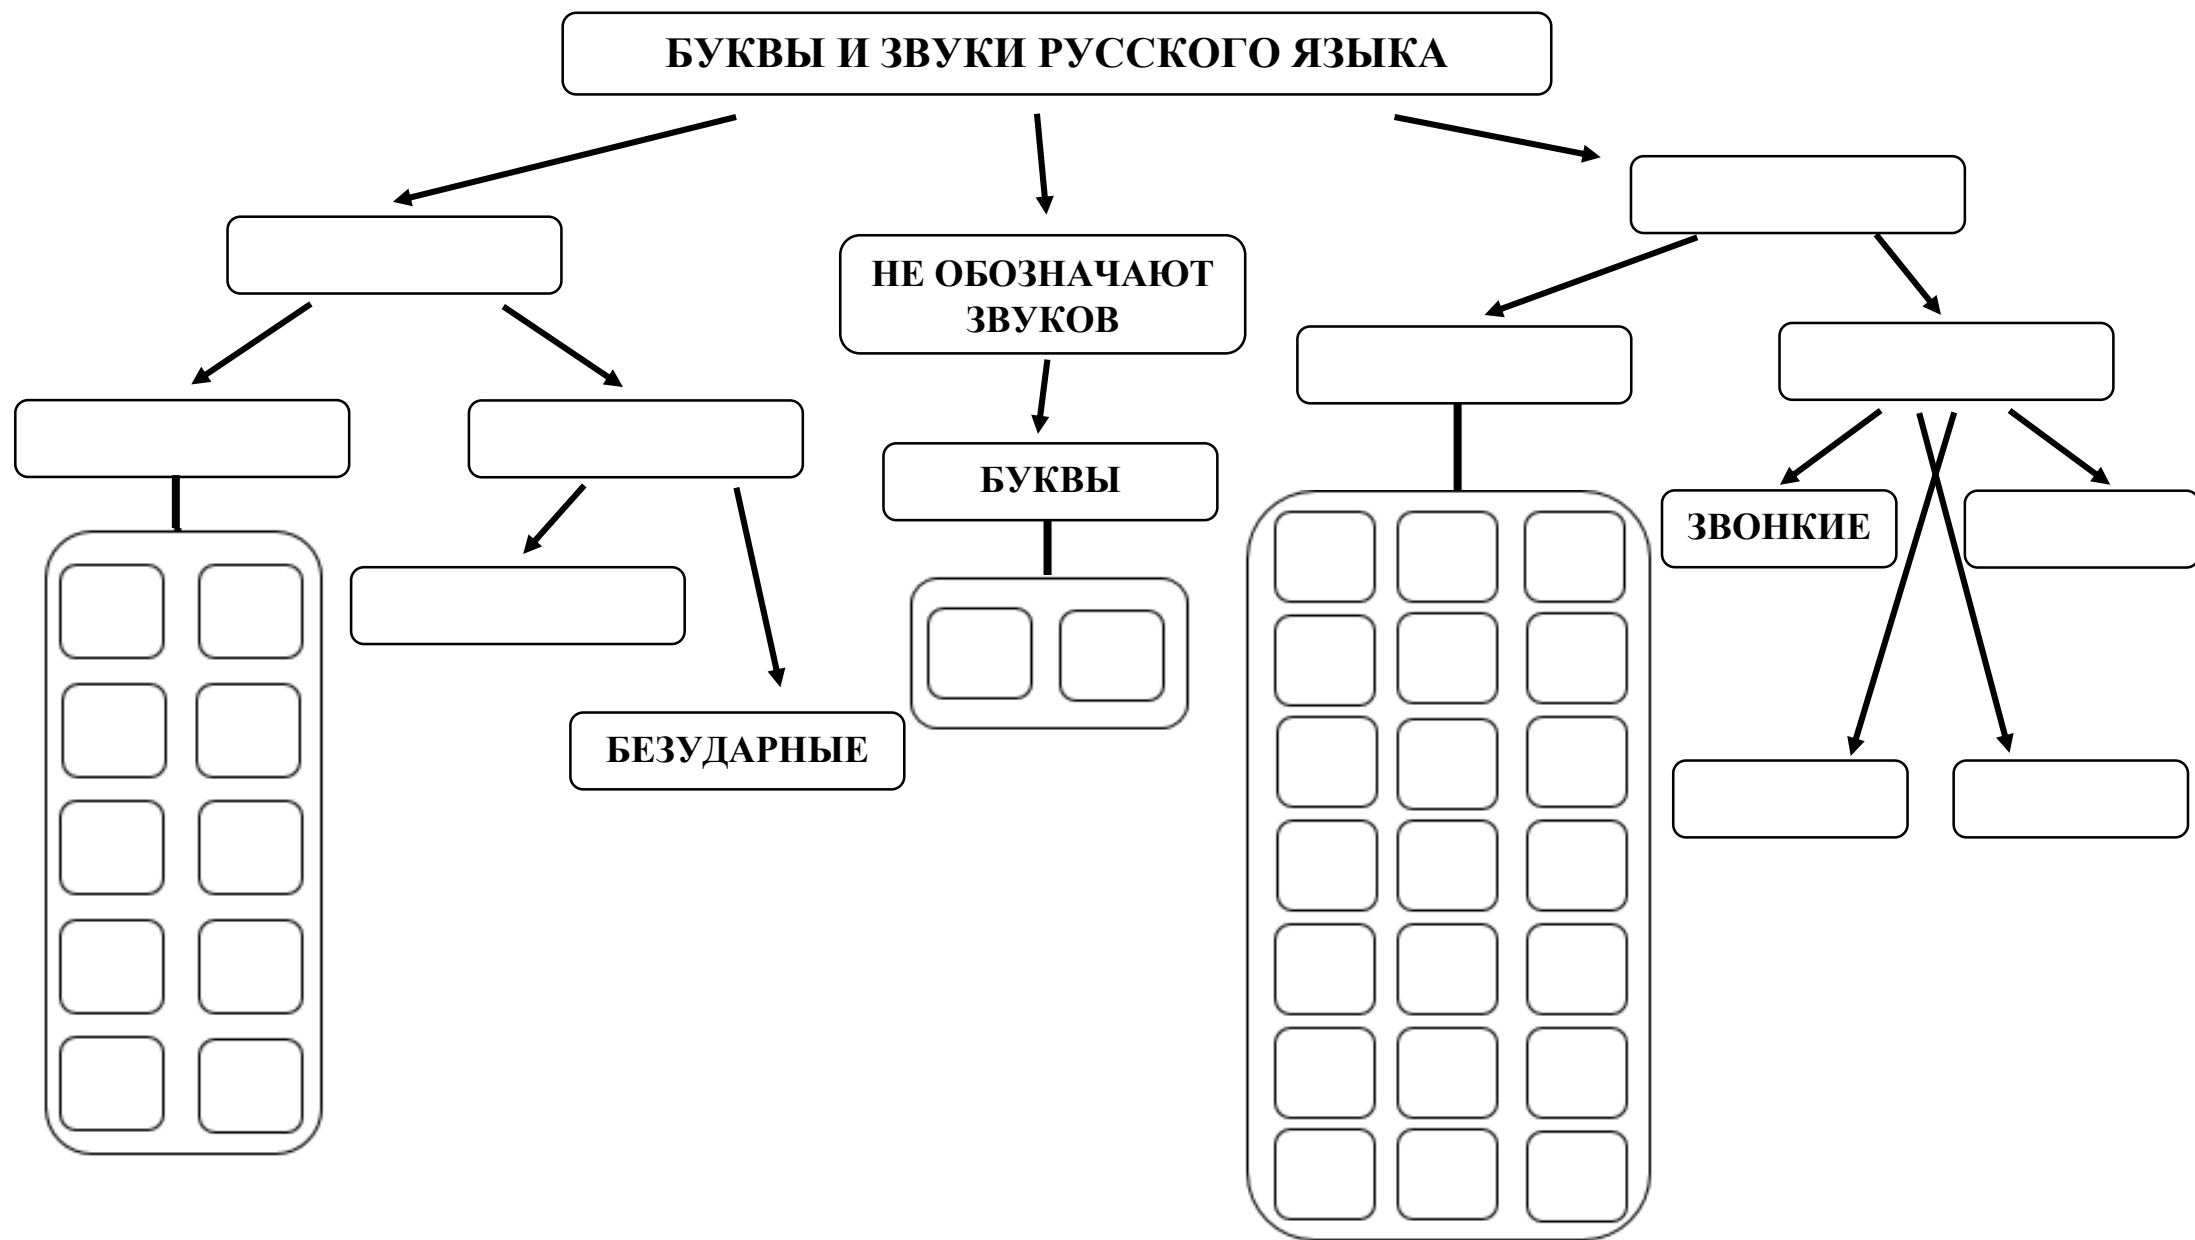 БУКВЫ И ЗВУКИ РУССКОГО ЯЗЫКА
НЕ ОБОЗНАЧАЮТ
ЗВУКОВ
БУКВЫ
ЗВОНКИЕ
БЕЗУДАРНЫЕ